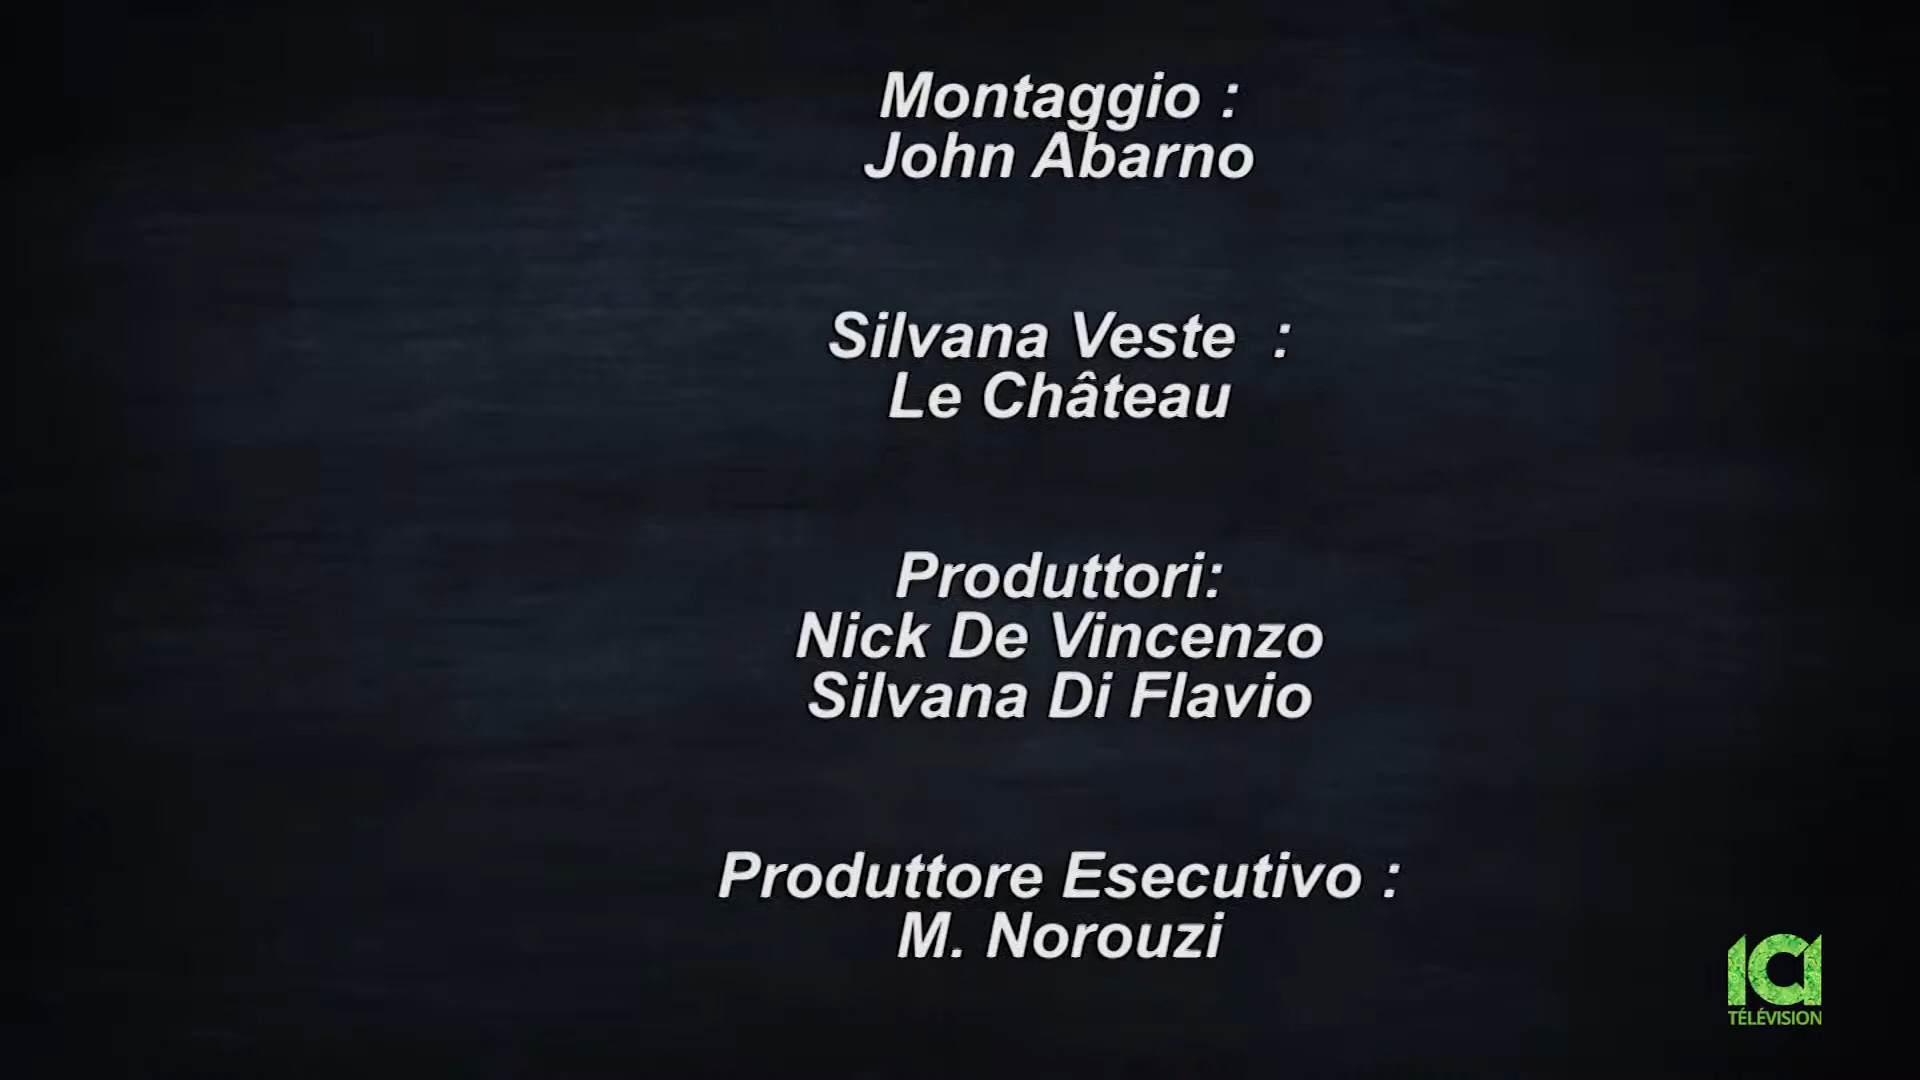 Montaggio :
John Abarno
Silvana Veste  :
Le Château
Produttori:
Nick De Vincenzo
Silvana Di Flavio
Produttore Esecutivo :
M. Norouzi
ICI
TÉLÉVISION